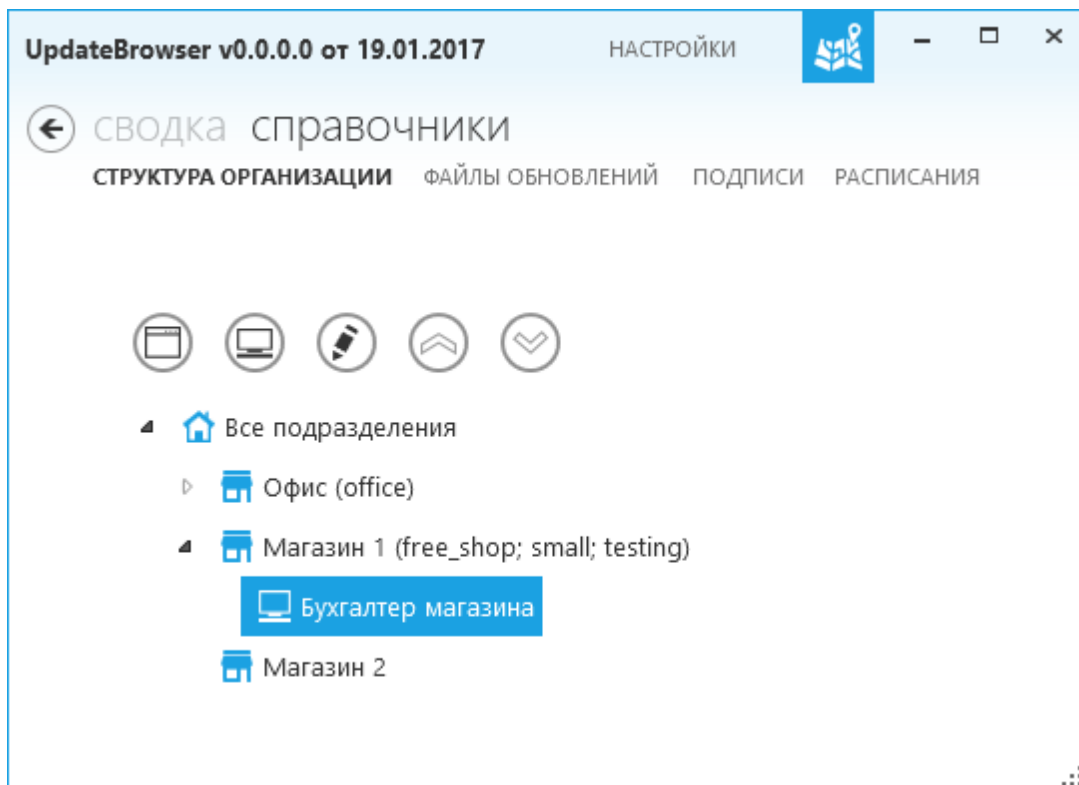 UpdateBrowser v0.0.0.0 от 19.01.2017 НАСТРОЙКИ
сводка справочники
СТРУКТУРА ОРГАНИЗАЦИИ ФАЙЛЫ ОБНОВЛЕНИЙ ПОДПИСИ РАСПИСАНИЯ
Все подразделения
Офис (office)
Магазин 1 (free_shop; small; testing)
Бухгалтер магазина
Магазин 2